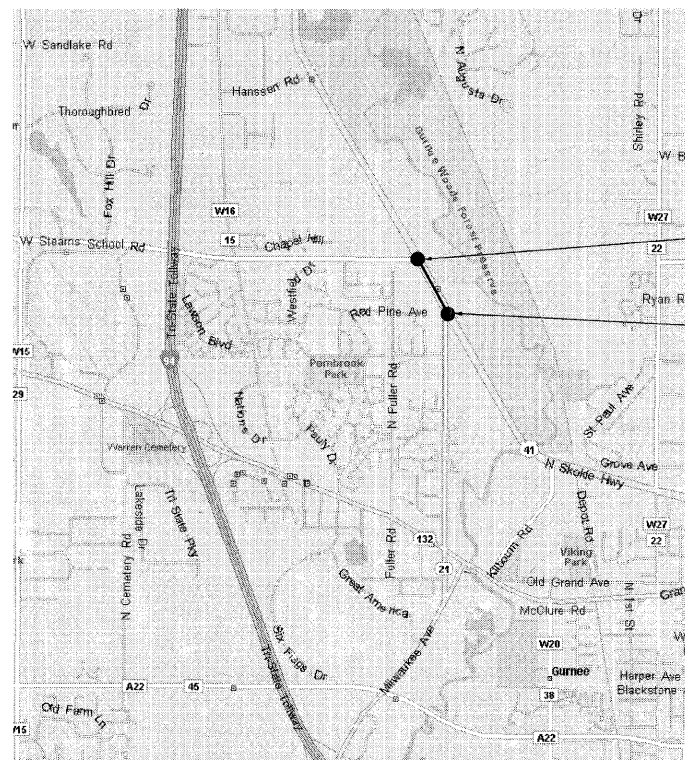 W Sandlake Rd
N Augusta Dr
Dr
Hanssen Rd
Thoroughbred Dr
Shirley Rd
Gurnee Woods Forest Preserve
Fox Hill Dr
W B
W16
W27
15
Chapel Hill
22
W Stearns School Rd
Tri State Tollway
Westfield Dr
Ryan R
Lawson Blvd
Red Pine Ave
W15
Pembrook
Park
29
N Fuller Rd
St Paul Ave
Nations Dr
Pauly Dr
Warren Cemetery
41
Grove Ave
N Skokie Hwy
Tri State Pky
Lakeside Dr
Depot Rd
W27
132
22
N Cemetery Rd
Fuller Rd
Kilbourn Rd
Viking
Park
rk
21
Great America
Old Grand Ave
Gran
McClure Rd
N 1st St
Milwaukee Ave
Six Flags Dr
W20
W
Gurnee
Harper Ave
Tri State Tollway
A22
45
Blackstone
38
Old Farm Ln
W15
A22